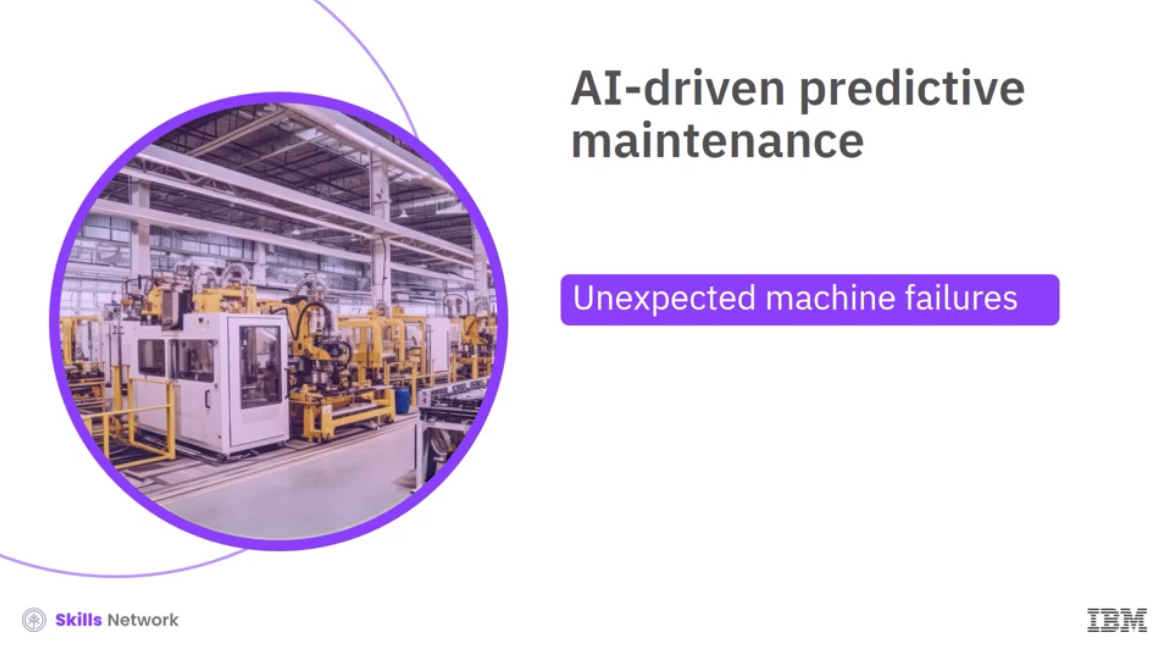 AI-driven predictive
maintenance
Unexpected machine failures
Skills Network
IBM